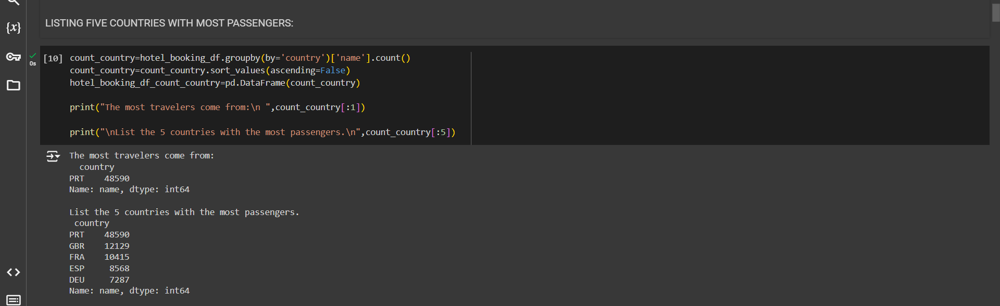 LISTING FIVE COUNTRIES WITH MOST PASSENGERS:
{x}
0s
[10] count_country=hotel_booking_df.groupby(by='country')['name'].count()
count_country=count_country.sort_values(ascending=False)
hotel_booking_df_count_country=pd.DataFrame(count_country)
print("The most travelers come from:\n ",count_country[:1])
print("\nList the 5 countries with the most passengers.\n",count_country[:5])
The most travelers come from:
country
PRT 48590
Name: name, dtype: int64
List the 5 countries with the most passengers.
country
PRT 48590
GBR 12129
FRA 10415
ESP 8568
DEU 7287
Name: name, dtype: int64